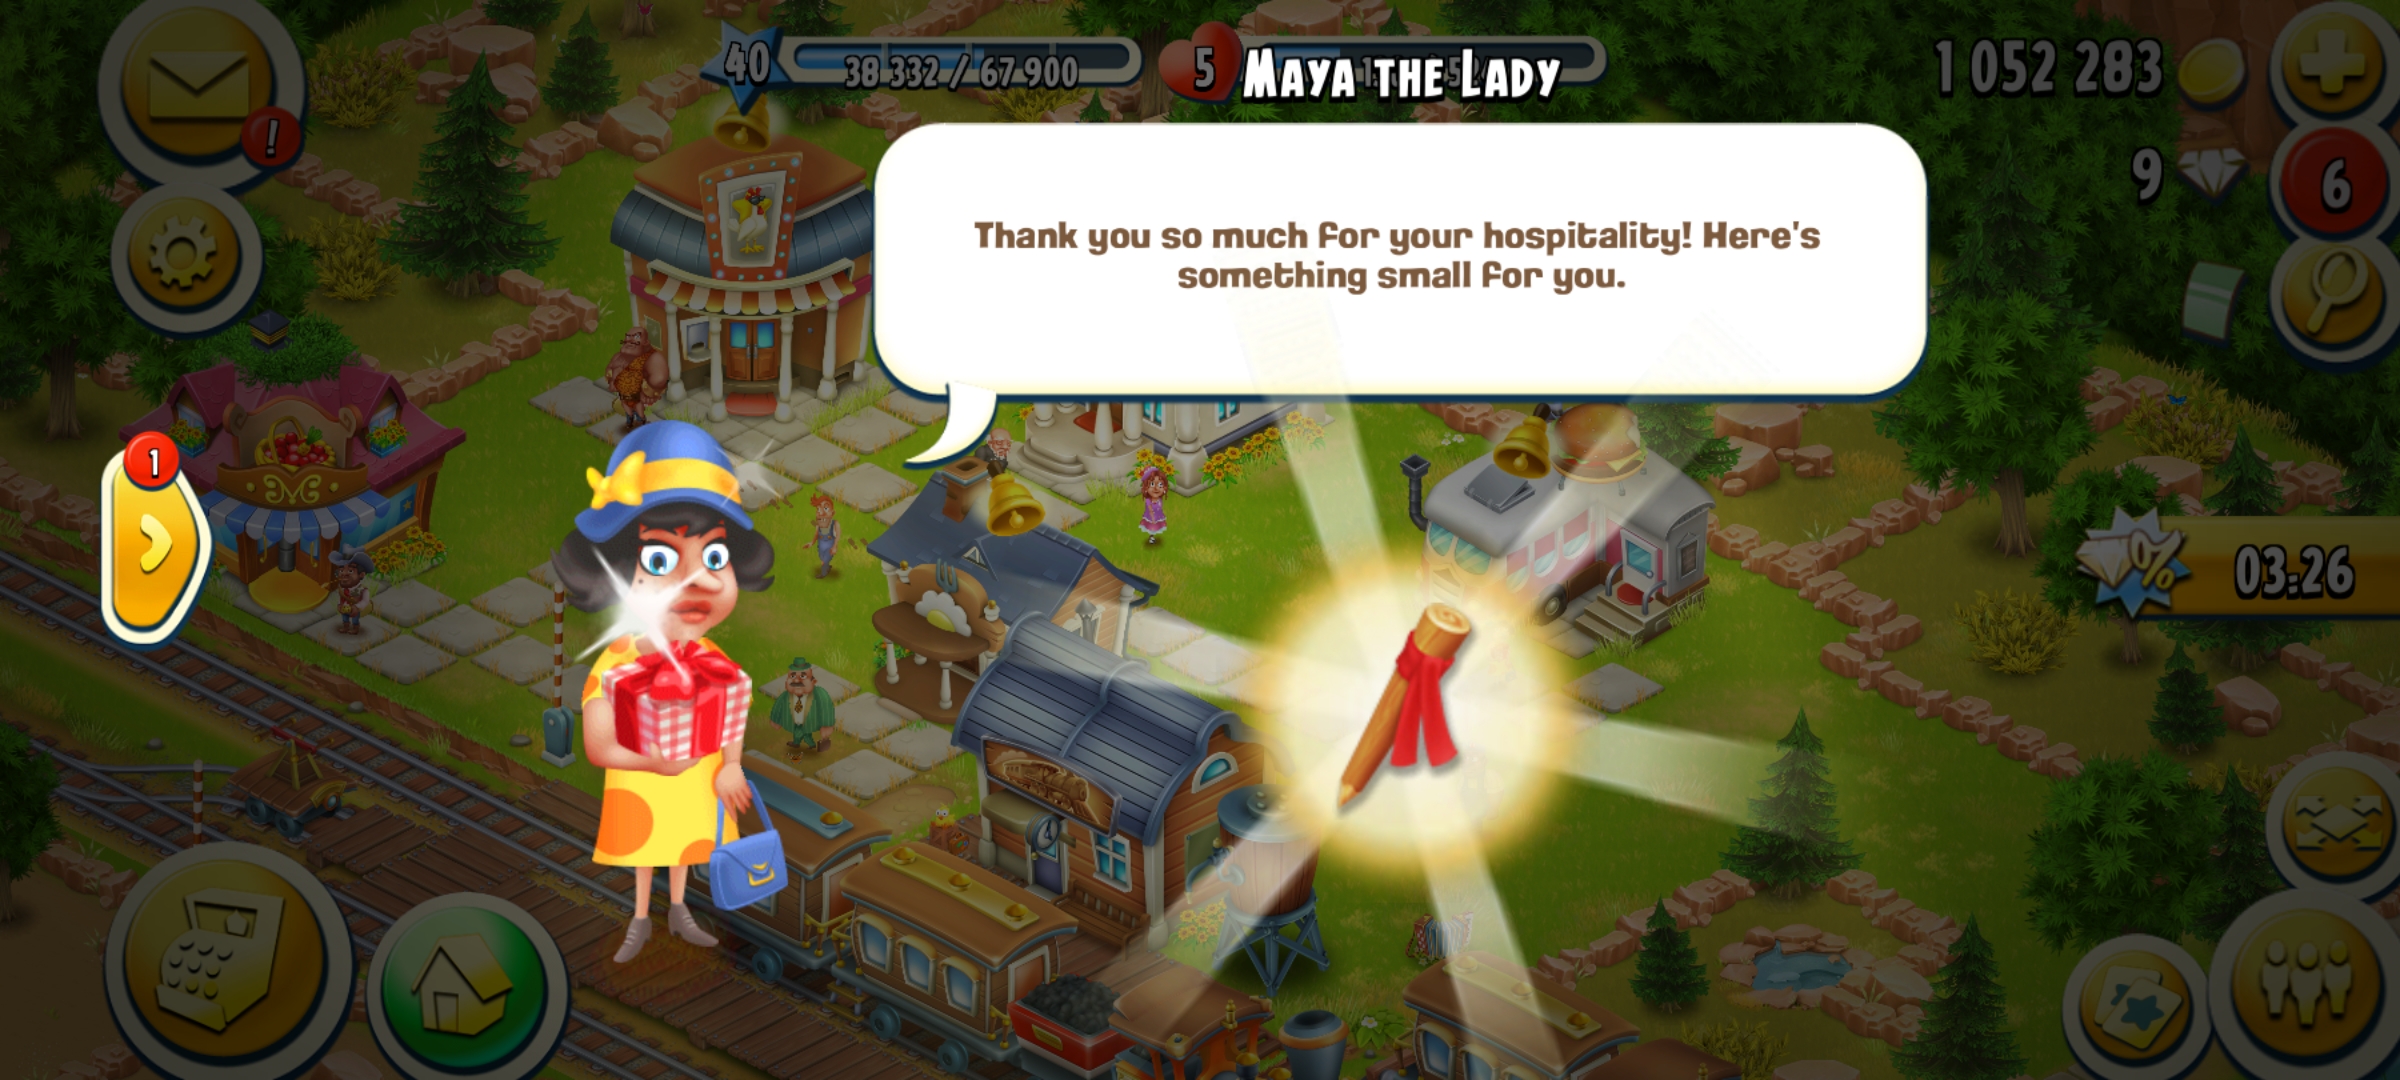 40
38 332 / 67 900
5
Maya the Lady
1 052 283
!
9
6
Thank you so much for your hospitality! Here's
something small for you.
1
%
03:26